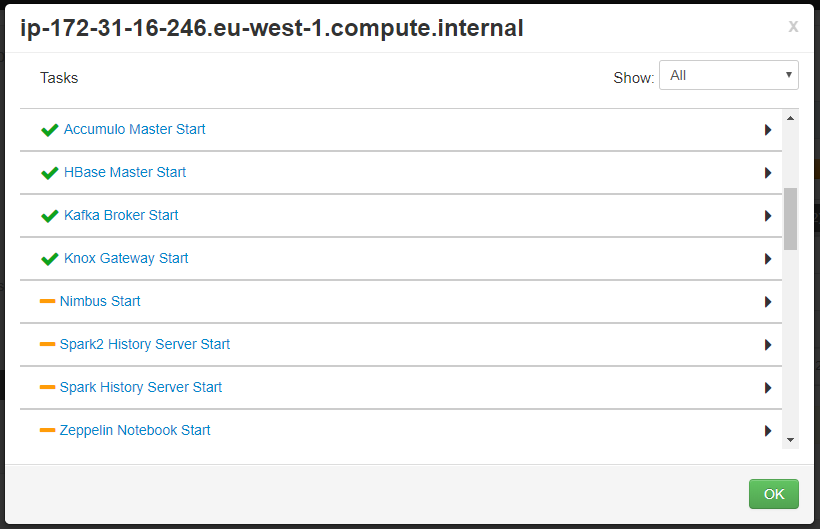 ip-172-31-16-246.eu-west-1.compute.internal x
Tasks Show: All
Accumulo Master Start
HBase Master Start
Kafka Broker Start
Knox Gateway Start
Nimbus Start
Spark2 History Server Start
Spark History Server Start
Zeppelin Notebook Start
OK